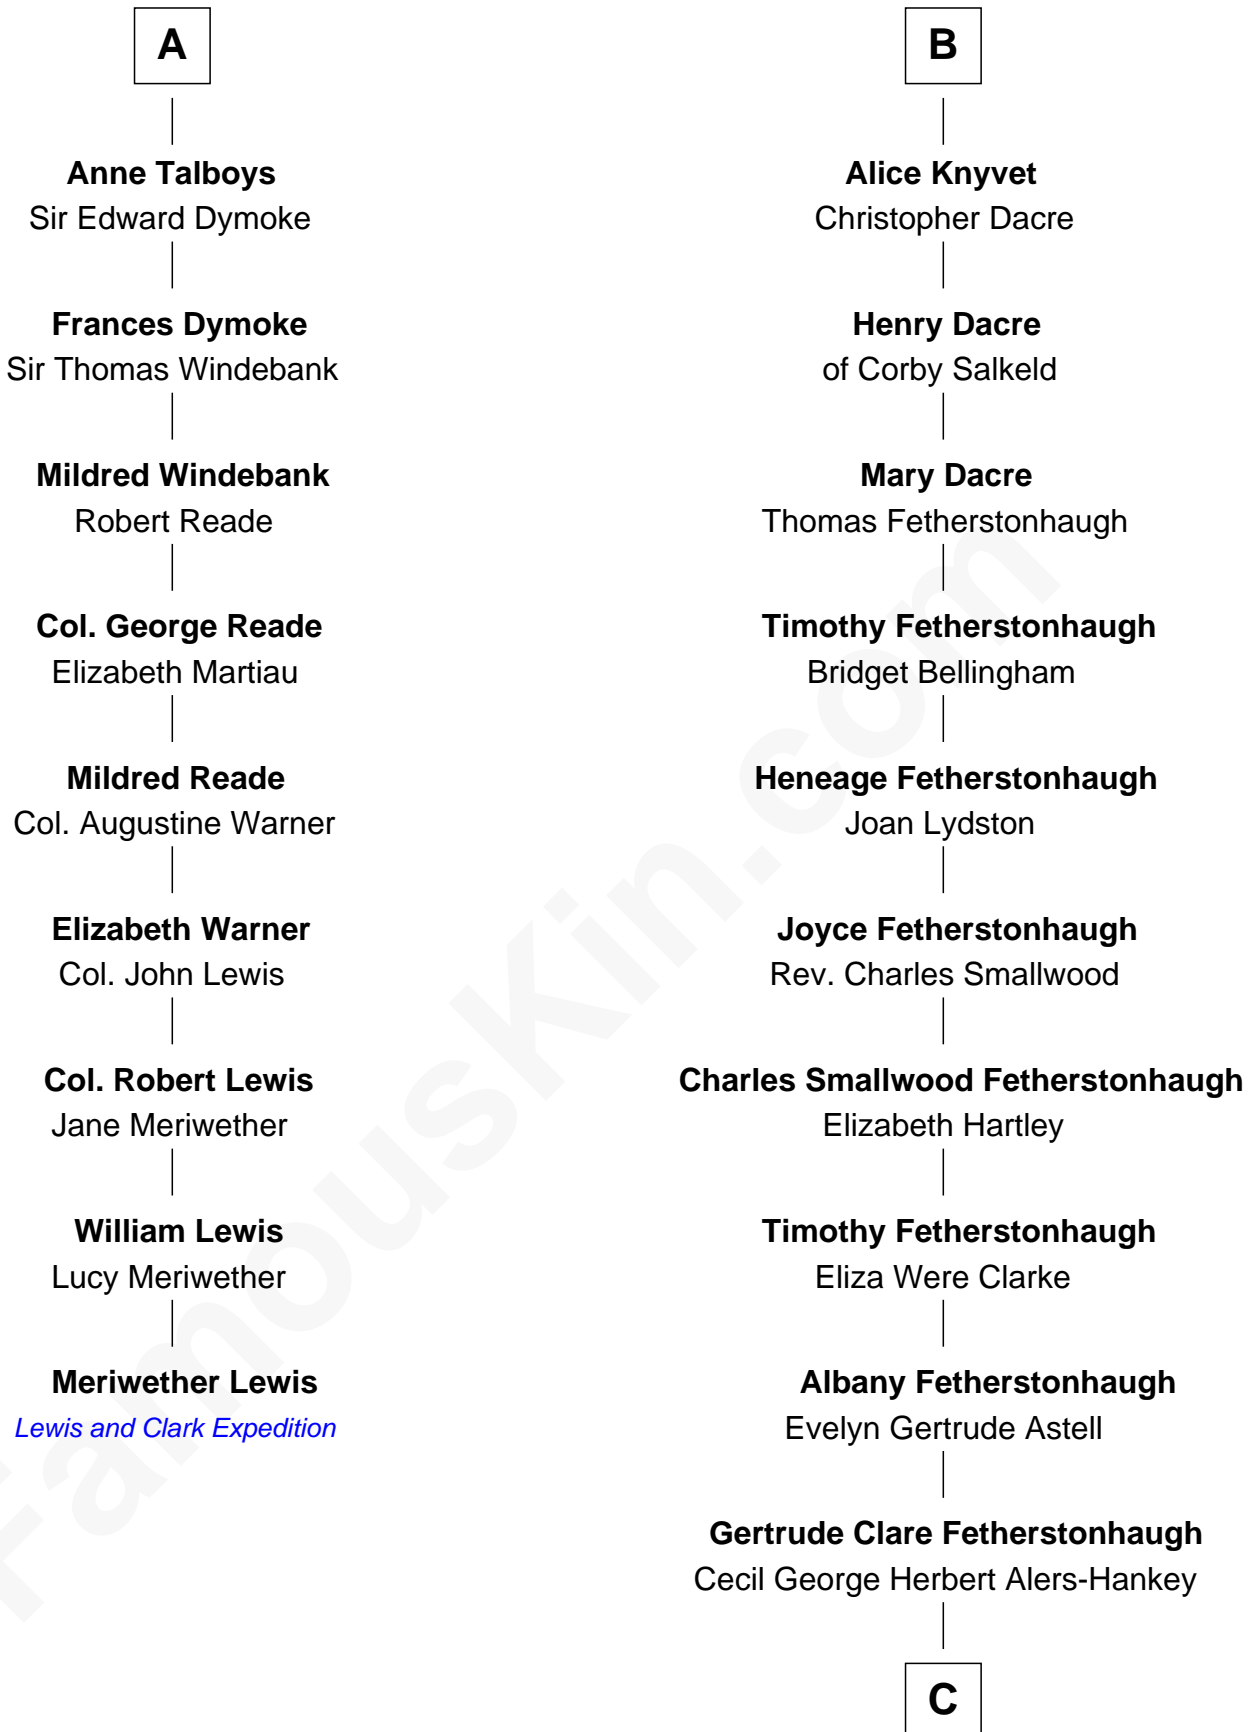 A
Anne Talboys
Sir Edward Dymoke
Frances Dymoke
Sir Thomas Windebank
Mildred Windebank
Robert Reade
Col. George Reade
Elizabeth Martiau
Mildred Reade
Col. Augustine Warner
Elizabeth Warner
Col. John Lewis
Col. Robert Lewis
Jane Meriwether
William Lewis
Lucy Meriwether
Meriwether Lewis
Lewis and Clark Expedition
B
Alice Knyvet
Christopher Dacre
Henry Dacre
of Corby Salkeld
Mary Dacre
Thomas Fetherstonhaugh
Timothy Fetherstonhaugh
Bridget Bellingham
Heneage Fetherstonhaugh
Joan Lydston
Joyce Fetherstonhaugh
Rev. Charles Smallwood
Charles Smallwood Fetherstonhaugh
Elizabeth Hartley
Timothy Fetherstonhaugh
Eliza Were Clarke
Albany Fetherstonhaugh
Evelyn Gertrude Astell
Gertrude Clare Fetherstonhaugh
Cecil George Herbert Alers-Hankey
C
FamousKin.com